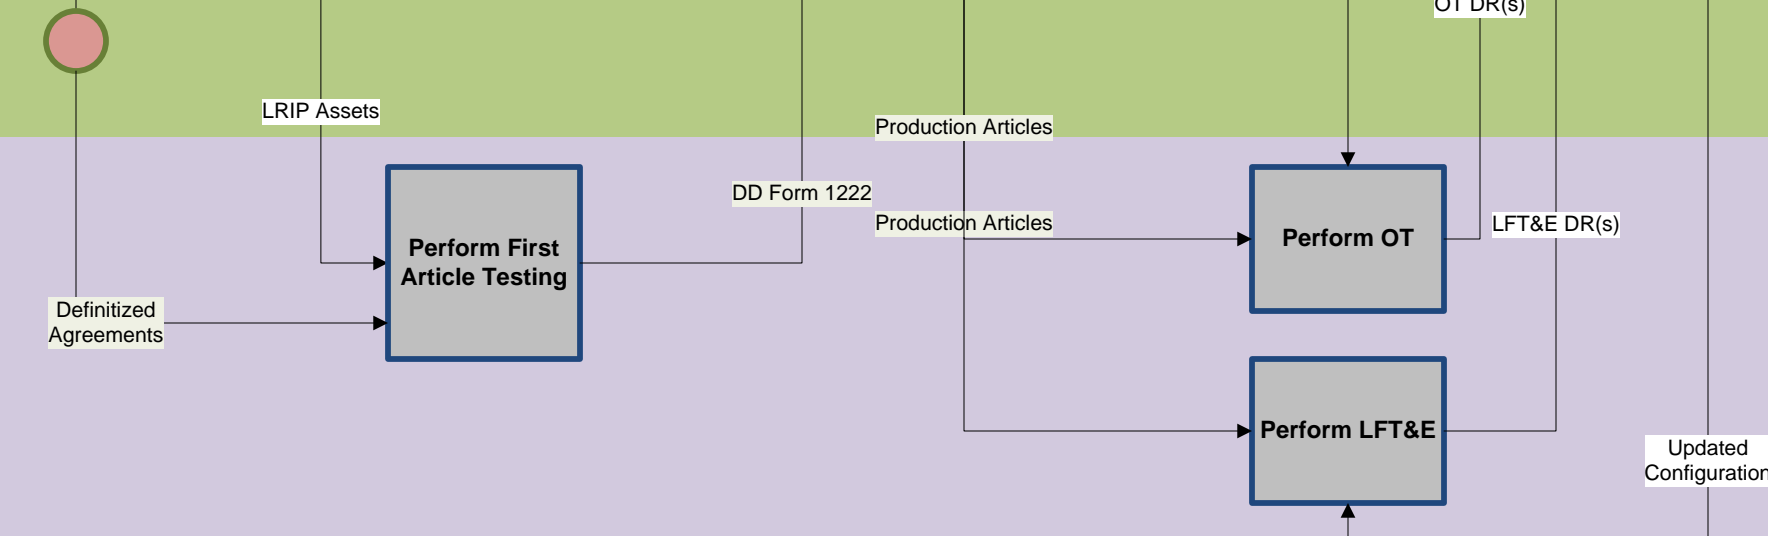 OT DR(s)
LRIP Assets
Production Articles
DD Form 1222
Production Articles
LFT&E DR(s)
Perform First
Article Testing
Perform OT
Definitized
Agreements
Perform LFT&E
Updated
Configuration